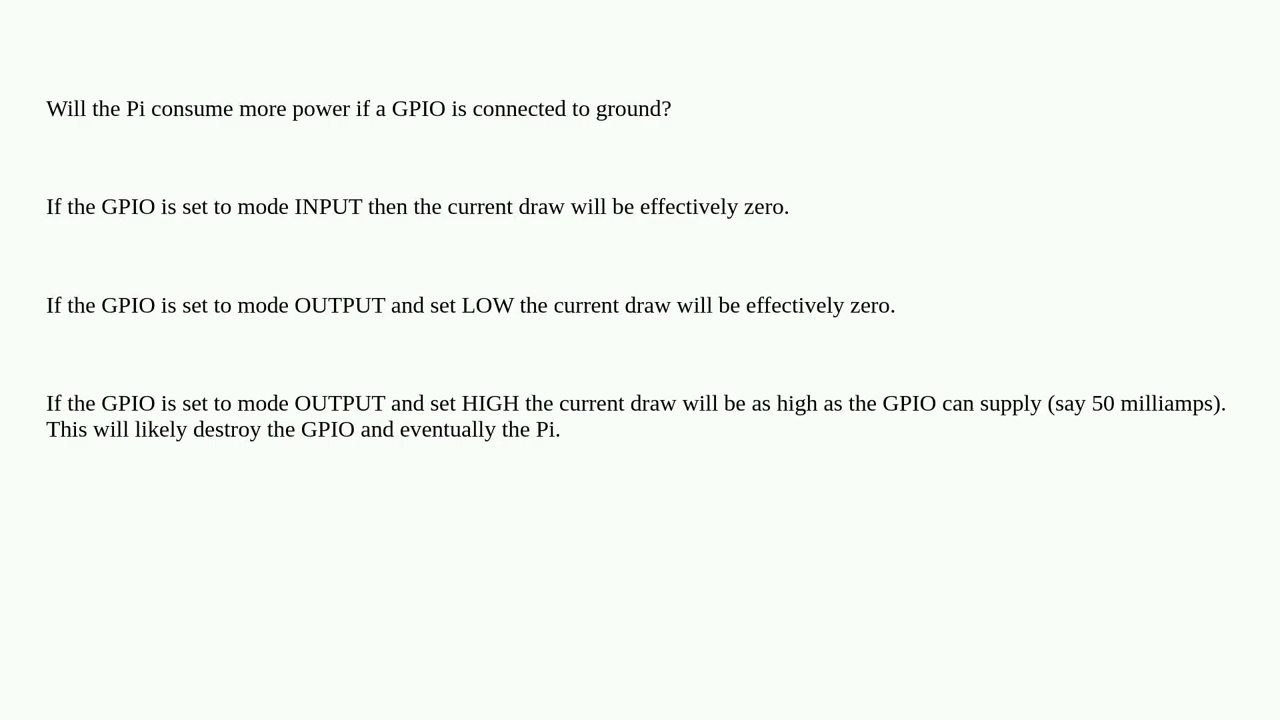 Will the Pi consume more power if a GPIO is connected to ground?
If the GPIO is set to mode INPUT then the current draw will be effectively zero.
If the GPIO is set to mode OUTPUT and set LOW the current draw will be effectively zero.
If the GPIO is set to mode OUTPUT and set HIGH the current draw will be as high as the GPIO can supply (say 50 milliamps).
This will likely destroy the GPIO and eventually the Pi.